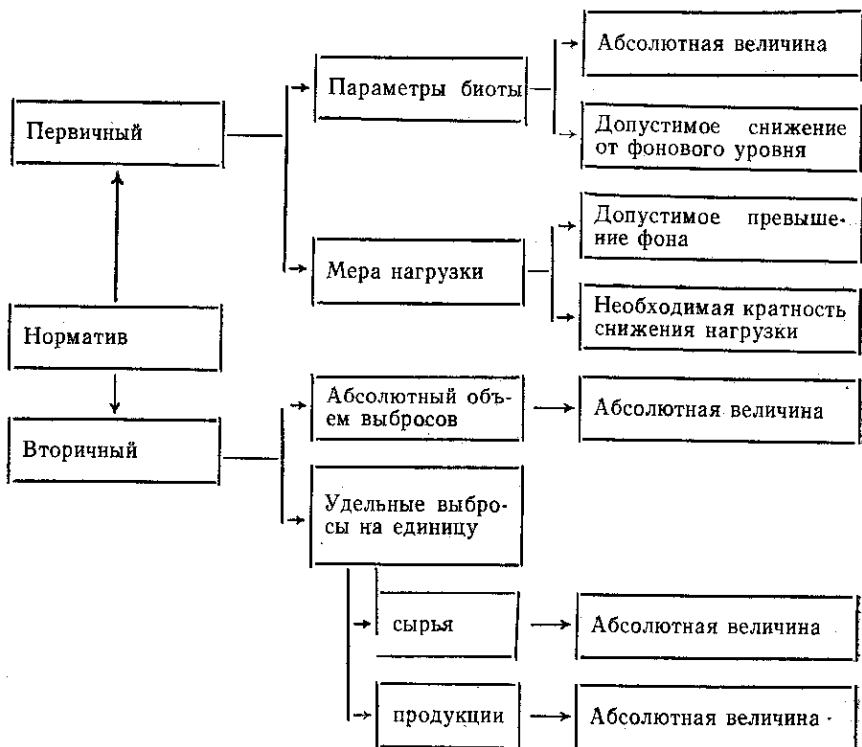 Абсолютная величина
Параметры биоты
Первичный
Допустимое снижение
от фонового уровня
Допустимое превыше-
ние фона
Мера нагрузки
Необходимая кратность
снижения нагрузки
Норматив
Абсолютный объ-
ем выбросов
Абсолютная величина
Вторичный
Удельные выбро-
сы на единицу
сырья
Абсолютная величина
продукции
Абсолютная величина